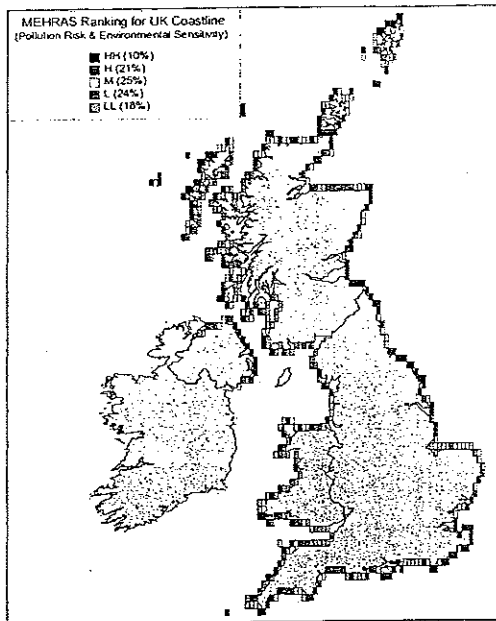 MEHRAS Ranking for UK Coastline
(Pollution Risk & Environmental Sensitivity)
HH (10%)
H (21%)
M (25%)
L (24%)
LL (18%)